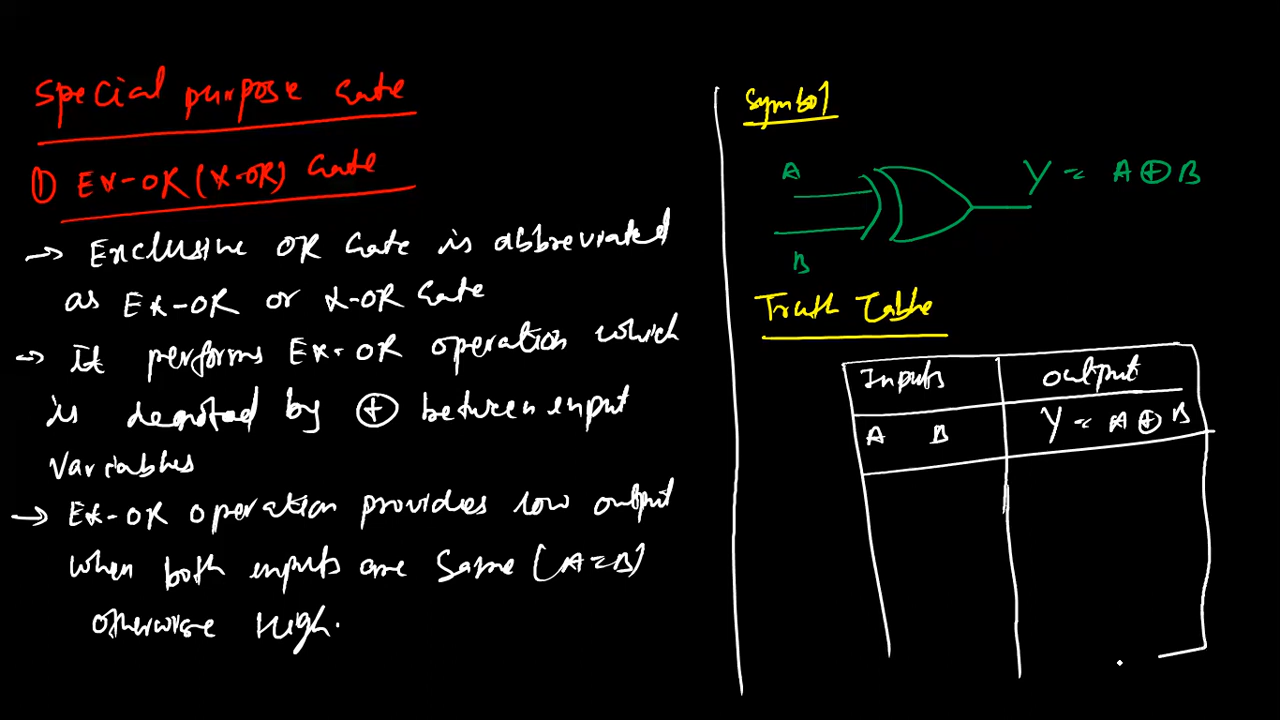 Special purpose Gate
① EX-OR (X-OR) Gate
→ Exclusive OR Gate is abbreviated
as EX-OR or X-OR Gate
→ It performs EX-OR operation which
is denoted by ⊕ between input
variables
→ EX-OR operation provides low output
when both inputs are same (A=B)
otherwise High.
Symbol
A
Y = A ⊕ B
B
Truth Table
Inputs Output
A B Y = A ⊕ B